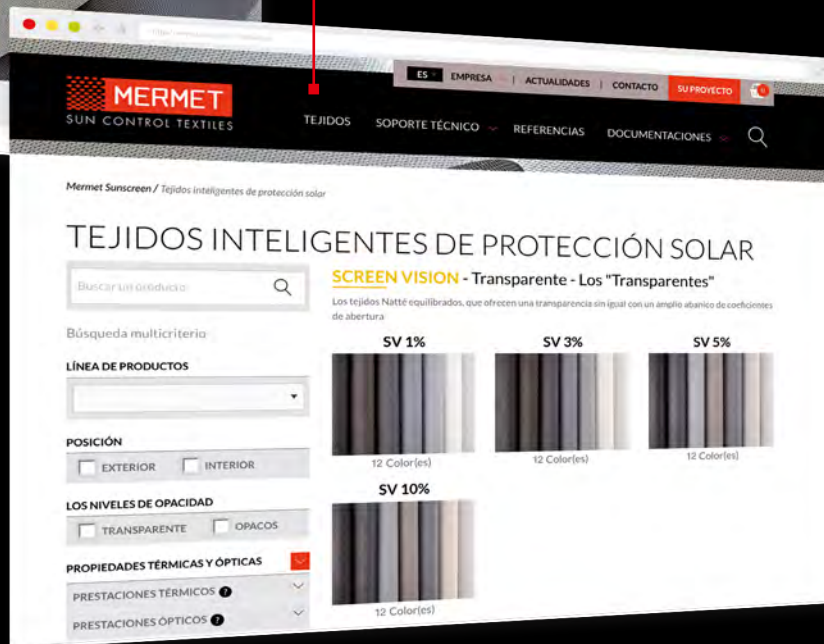 ES EMPRESA | ACTUALIDADES | CONTACTO SU PROYECTO
MERMET
SUN CONTROL TEXTILES
TEJIDOS SOPORTE TÉCNICO REFERENCIAS DOCUMENTACIONES
Mermet Sunscreen / Tejidos inteligentes de protección solar
TEJIDOS INTELIGENTES DE PROTECCIÓN SOLAR
Buscar un producto
SCREEN VISION - Transparente - Los "Transparentes"
Los tejidos Natté equilibrados, que ofrecen una transparencia sin igual con un amplio abanico de coeficientes
de abertura
Búsqueda multicriterio
SV 1% SV 3% SV 5%
LÍNEA DE PRODUCTOS
POSICIÓN
EXTERIOR INTERIOR
12 Color(es) 12 Color(es) 12 Color(es)
LOS NIVELES DE OPACIDAD
TRANSPARENTE OPACOS
SV 10%
PROPIEDADES TÉRMICAS Y ÓPTICAS
PRESTACIONES TÉRMICOS ?
PRESTACIONES ÓPTICOS ?
12 Color(es)